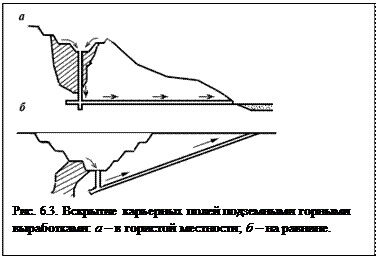 а
б
Рис. 6.3. Вскрытие карьерных полей подземными горными
выработками: а – в гористой местности; б – на равнине.